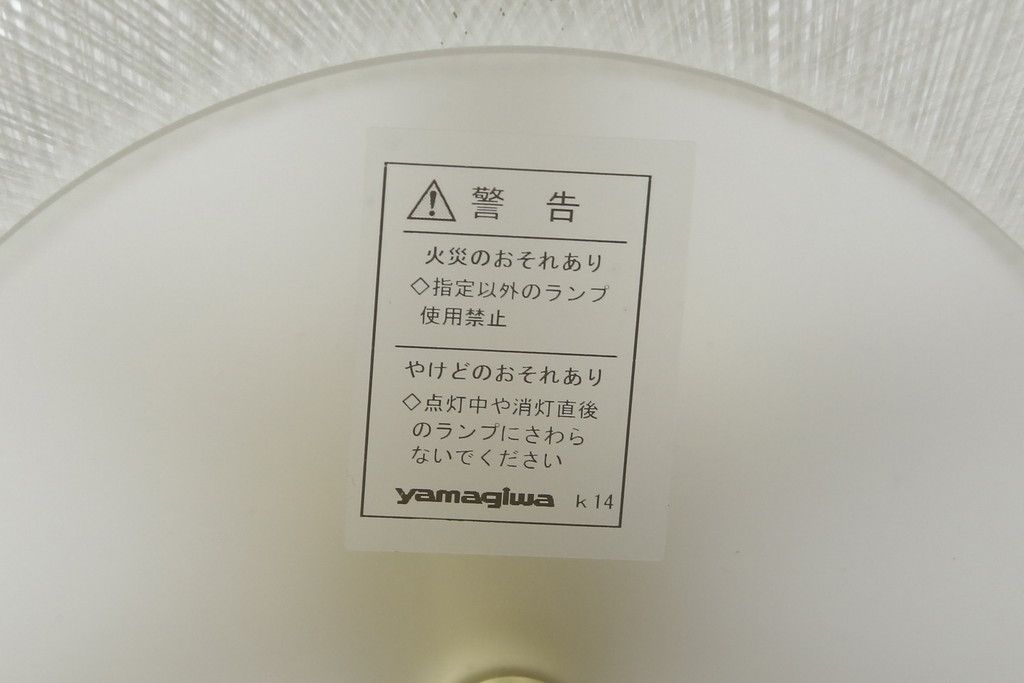 警 告
火災のおそれあり
◇指定以外のランプ
使用禁止
やけどのおそれあり
◇点灯中や消灯直後
のランプにさわら
ないでください
yamagiwa k14